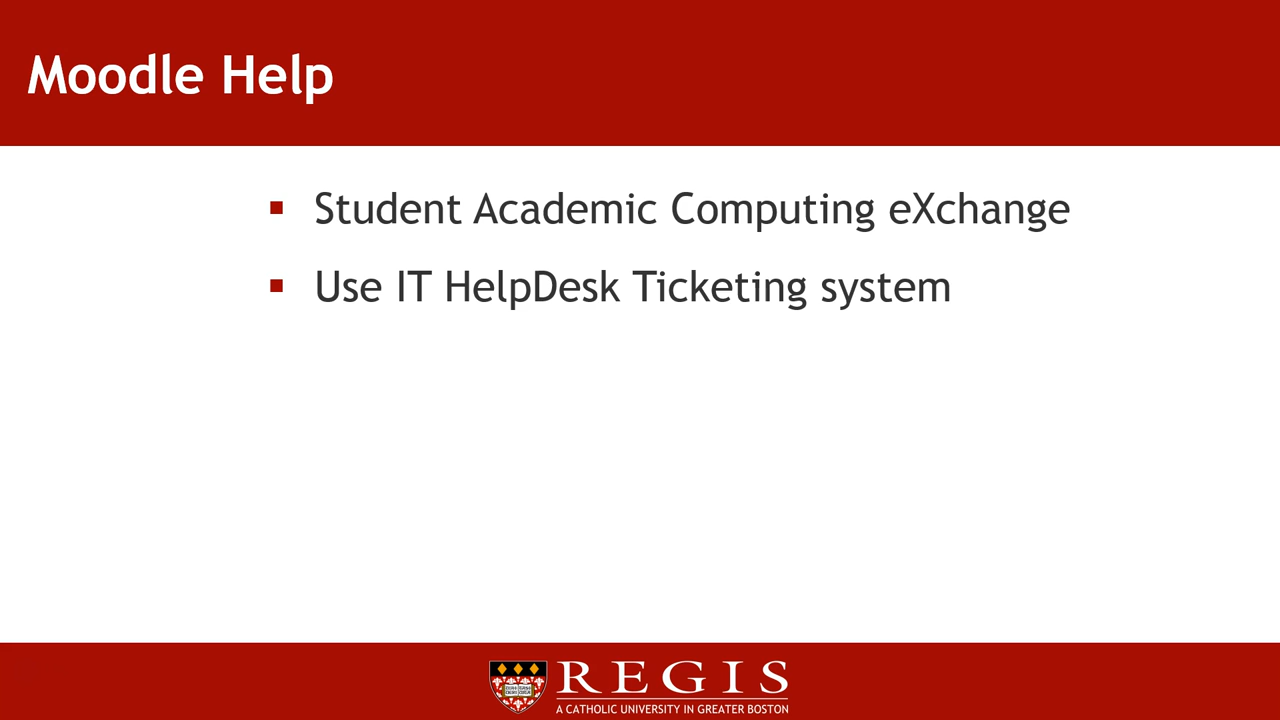 Moodle Help
Student Academic Computing eXchange
Use IT HelpDesk Ticketing system
REGIS
A CATHOLIC UNIVERSITY IN GREATER BOSTON